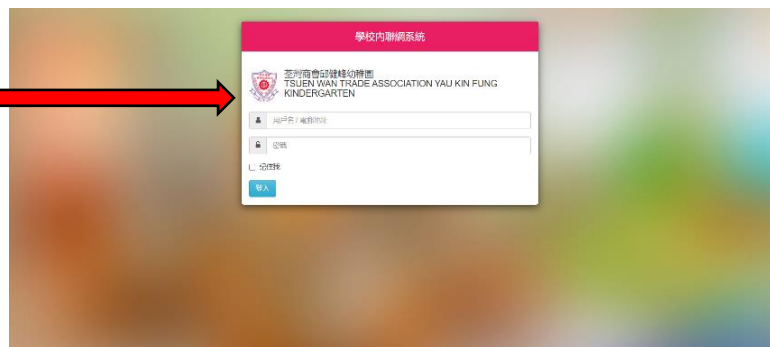 學校內聯網系統
荃灣商會邱健峰幼稚園
TSUEN WAN TRADE ASSOCIATION YAU KIN FUNG
KINDERGARTEN
用戶名 / 電郵地址
密碼
記住我
登入